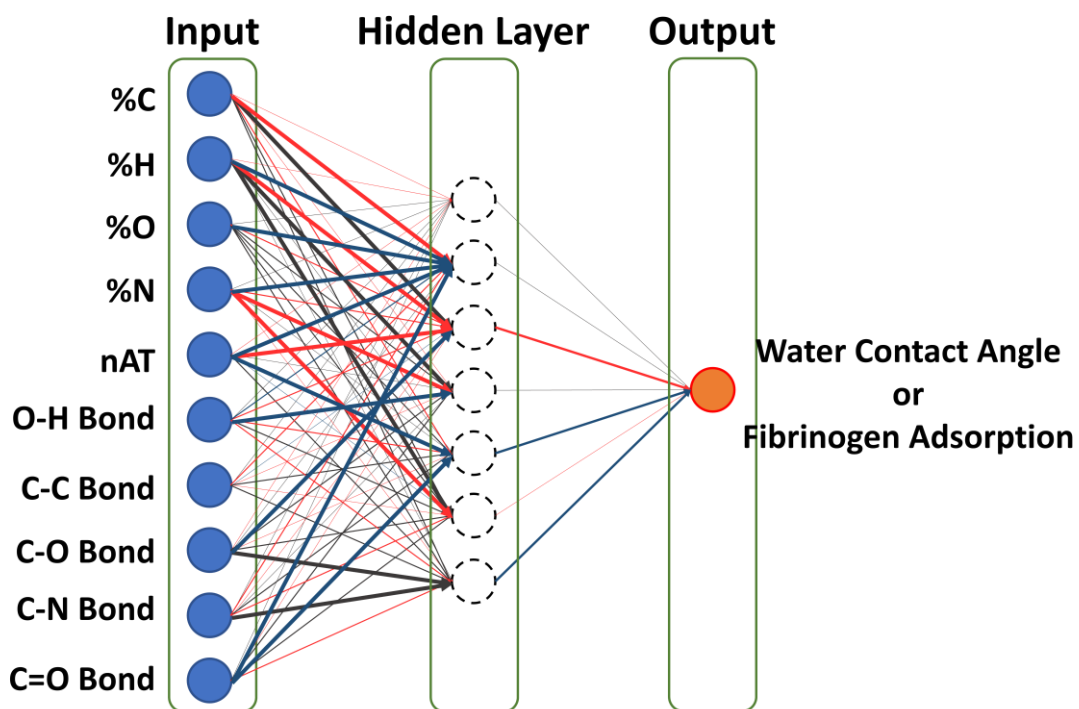 Input
Hidden Layer
Output
%C
%H
%O
%N
nAT
O-H Bond
C-C Bond
C-O Bond
C-N Bond
C=O Bond
Water Contact Angle
or
Fibrinogen Adsorption